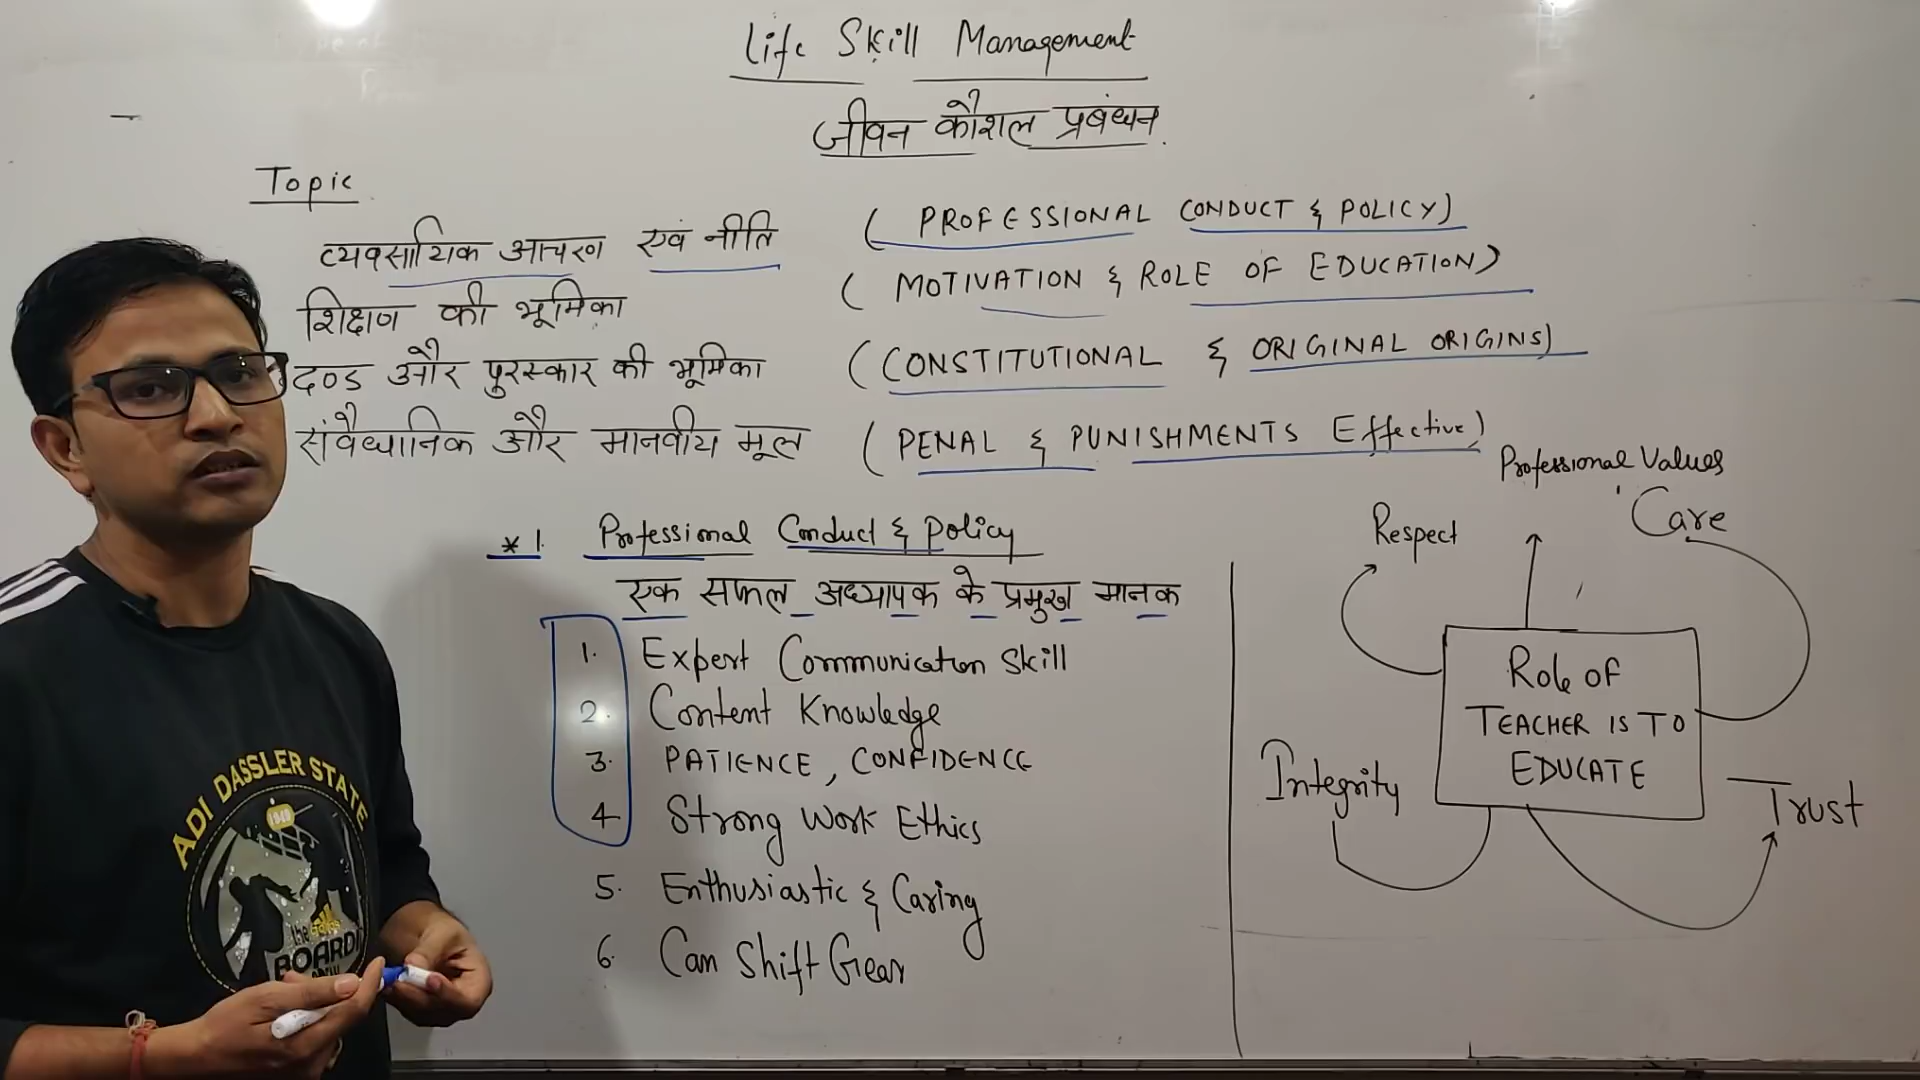 Life Skill Management
जीवन कौशल प्रबंधन
Topic
व्यवसायिक आचरण एवं नीति ( PROFESSIONAL CONDUCT & POLICY)
शिक्षण की भूमिका ( MOTIVATION & ROLE OF EDUCATION)
दण्ड और पुरस्कार की भूमिका (CONSTITUTIONAL & ORIGINAL ORIGINS)
संवैधानिक और मानवीय मूल ( PENAL & PUNISHMENTS Effective)
* 1. Professional Conduct & Policy
एक सफल अध्यापक के प्रमुख मानक
1. Expert Communication Skill
2. Content Knowledge
3. PATIENCE, CONFIDENCE
4 Strong Work Ethics
5. Enthusiastic & Caring
6. Can Shift Gear
Professional Values
Respect
Care
Role OF
TEACHER IS TO
EDUCATE
Integrity
Trust
ADI DASSLER STATE
1949
the
BOARD